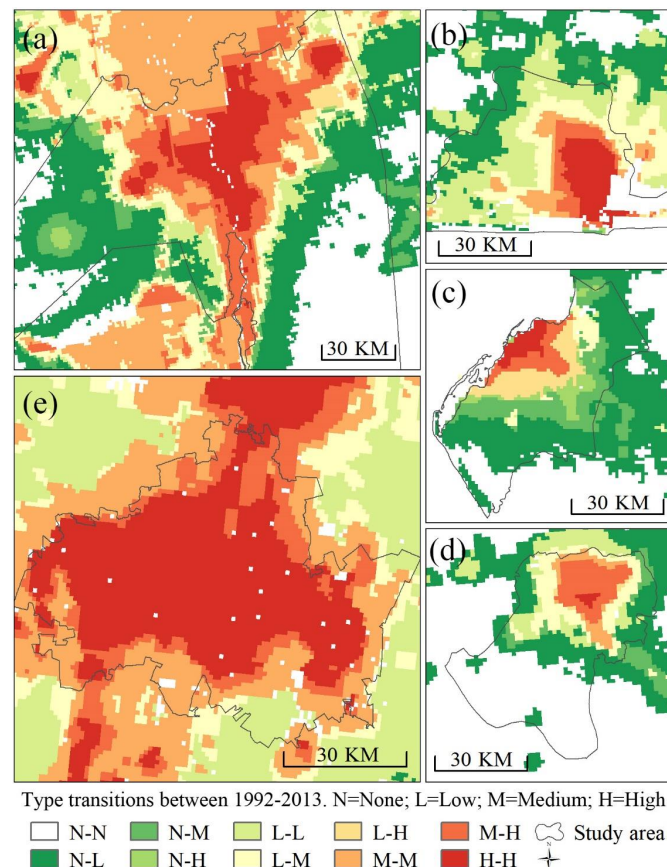 (a)
(b)
30 KM
30 KM
(c)
(e)
30 KM
(d)
30 KM
30 KM
Type transitions between 1992-2013. N=None; L=Low; M=Medium; H=High
N-N N-M L-L L-H M-H Study area
N-L N-H L-M M-M H-H N